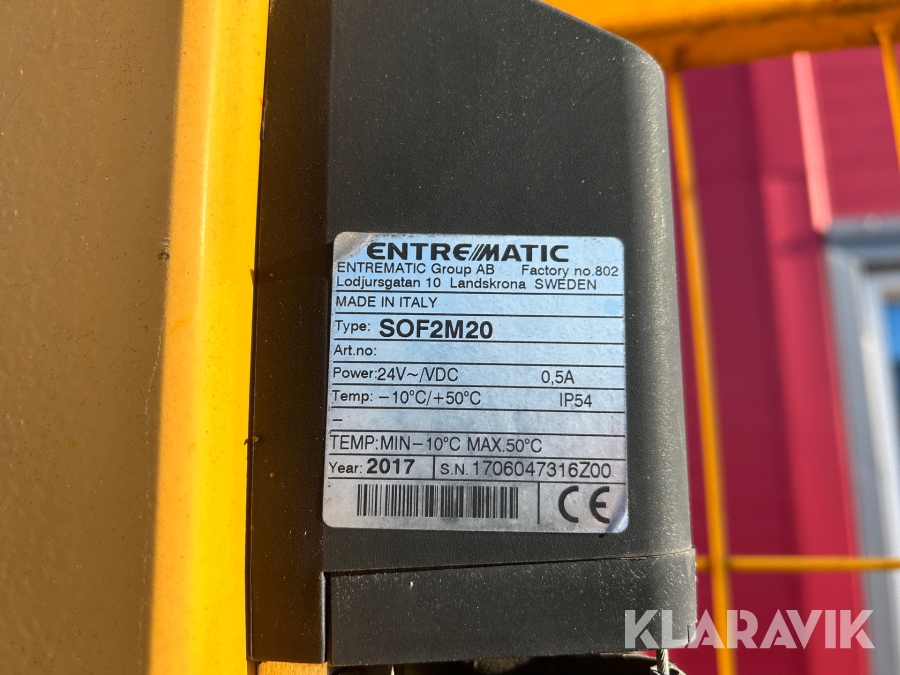 ENTREMATIC
ENTREMATIC Group AB Factory no.802
Lodjursgatan 10 Landskrona SWEDEN
MADE IN ITALY
Type: SOF2M20
Art.no:
Power:24V~/VDC 0,5A
Temp: −10°C/+50°C IP54
–
TEMP:MIN−10°C MAX.50°C
Year: 2017 S.N.1706047316Z00
CE
KLARAVIK